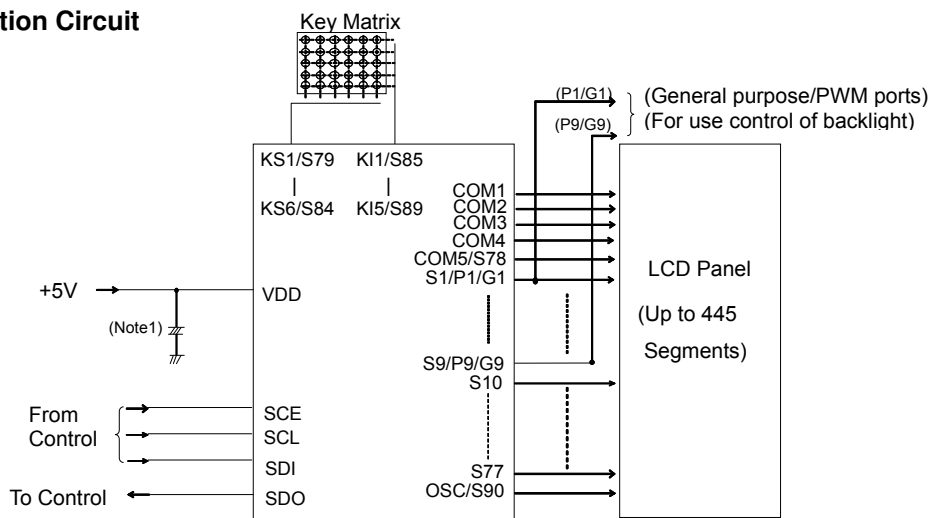 tion Circuit
Key Matrix
(P1/G1)
(General purpose/PWM ports)
(P9/G9)
(For use control of backlight)
KS1/S79 KI1/S85
KS6/S84 KI5/S89
COM1
COM2
COM3
COM4
COM5/S78
S1/P1/G1
LCD Panel
(Up to 445
Segments)
+5V
VDD
(Note1)
S9/P9/G9
S10
From
Control
SCE
SCL
SDI
S77
OSC/S90
To Control
SDO